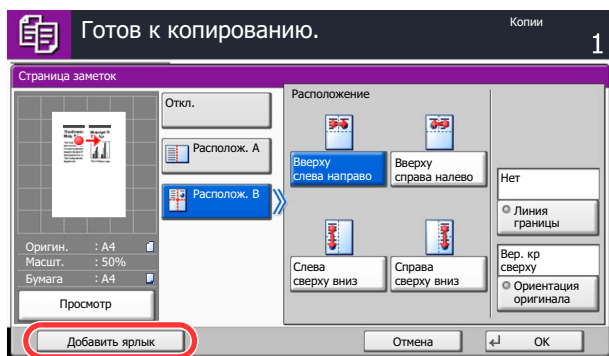 Готов к копированию.
Копии
1
Страница заметок
Откл.
Располож. A
Располож. B
Расположение
Вверху
слева направо
Вверху
справа налево
Слева
сверху вниз
Справа
сверху вниз
Нет
Линия
границы
Вер. кр
сверху
Ориентация
оригинала
Оригин. : A4
Масшт. : 50%
Бумага : A4
Просмотр
Добавить ярлык
Отмена
OK